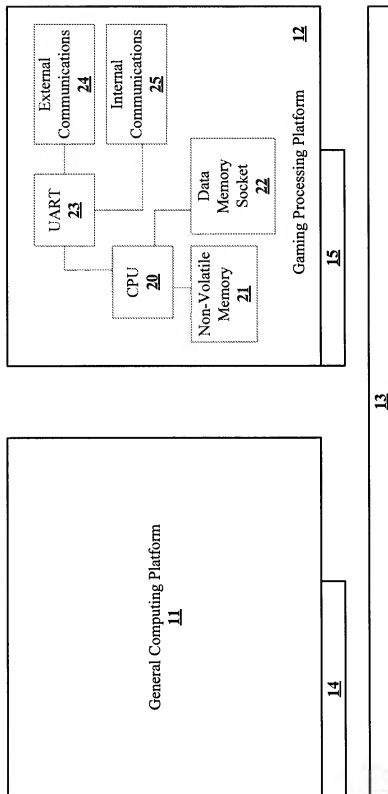 General Computing Platform
11
14
External
Communications
24
Internal
Communications
25
UART
23
CPU
20
Data
Memory
Socket
22
Non-Volatile
Memory
21
12
Gaming Processing Platform
15
13